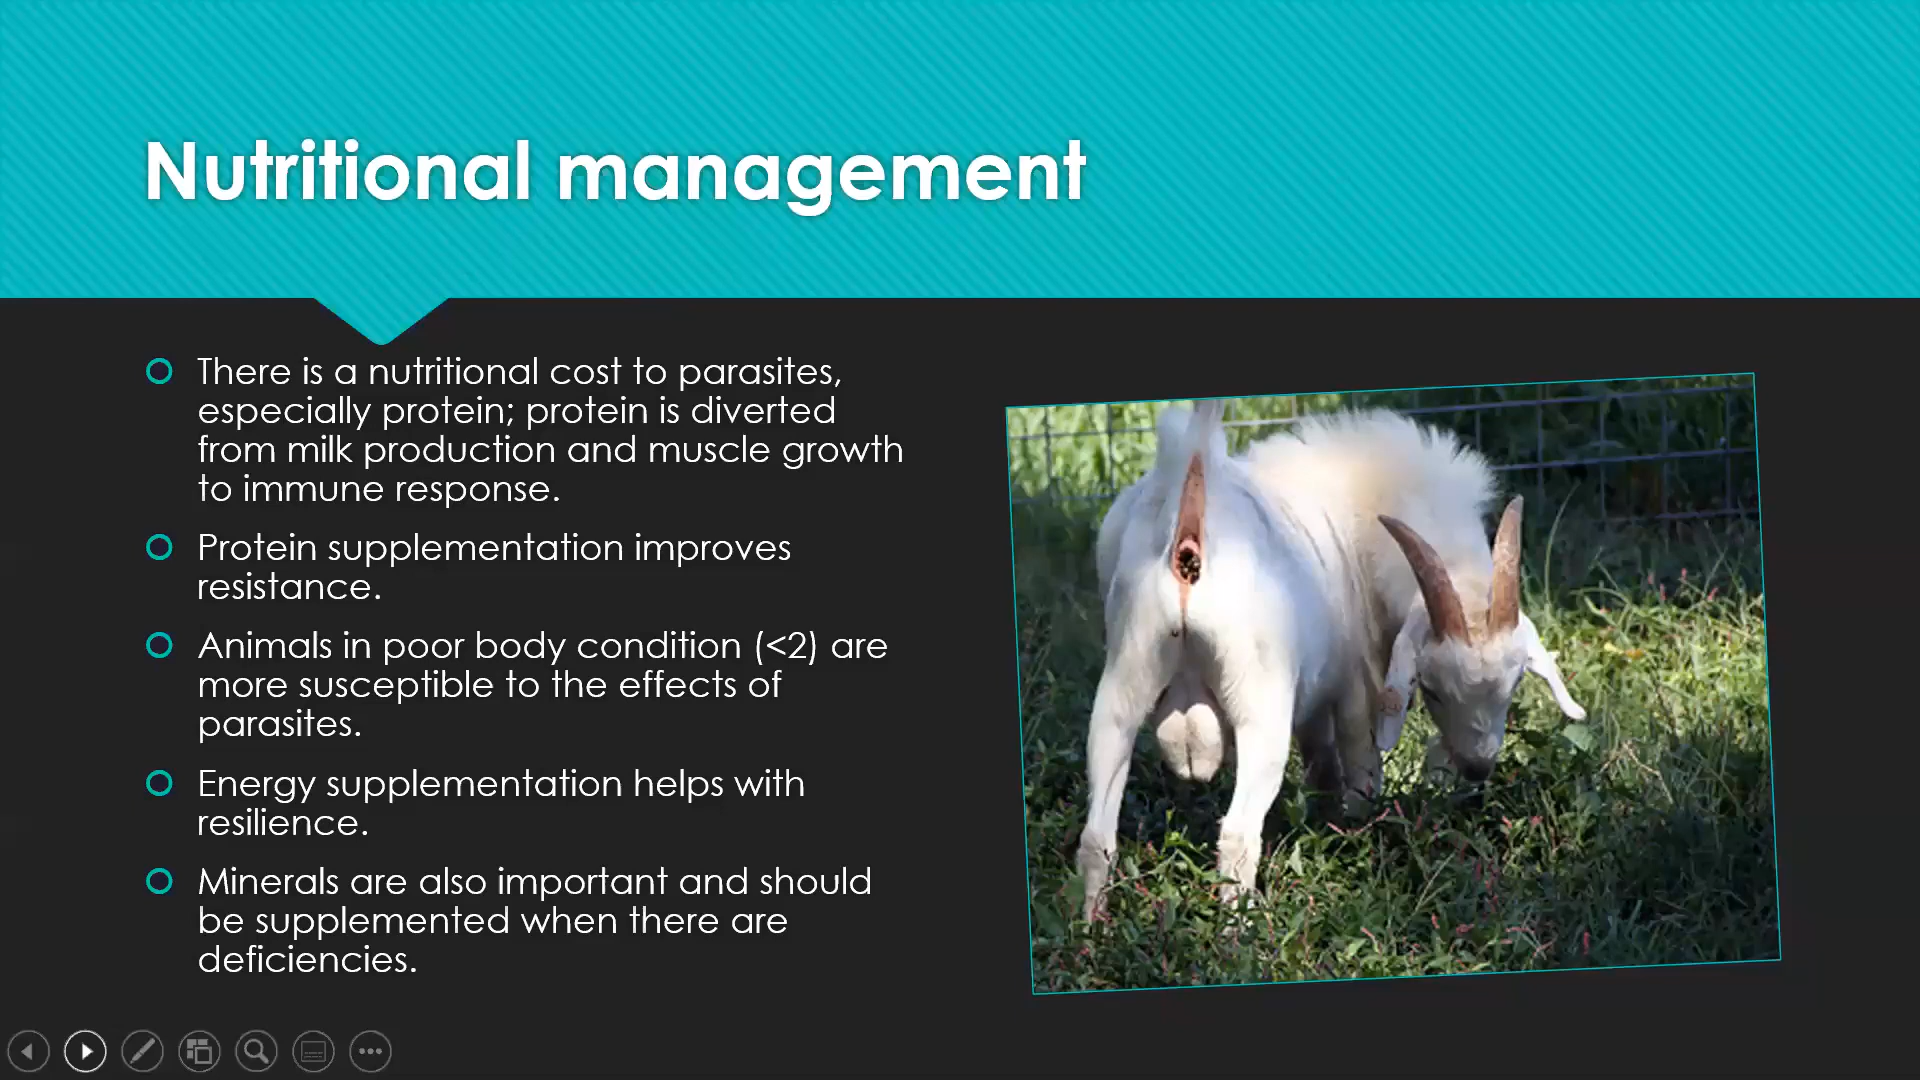 Nutritional management
There is a nutritional cost to parasites,
especially protein; protein is diverted
from milk production and muscle growth
to immune response.
Protein supplementation improves
resistance.
Animals in poor body condition (<2) are
more susceptible to the effects of
parasites.
Energy supplementation helps with
resilience.
Minerals are also important and should
be supplemented when there are
deficiencies.